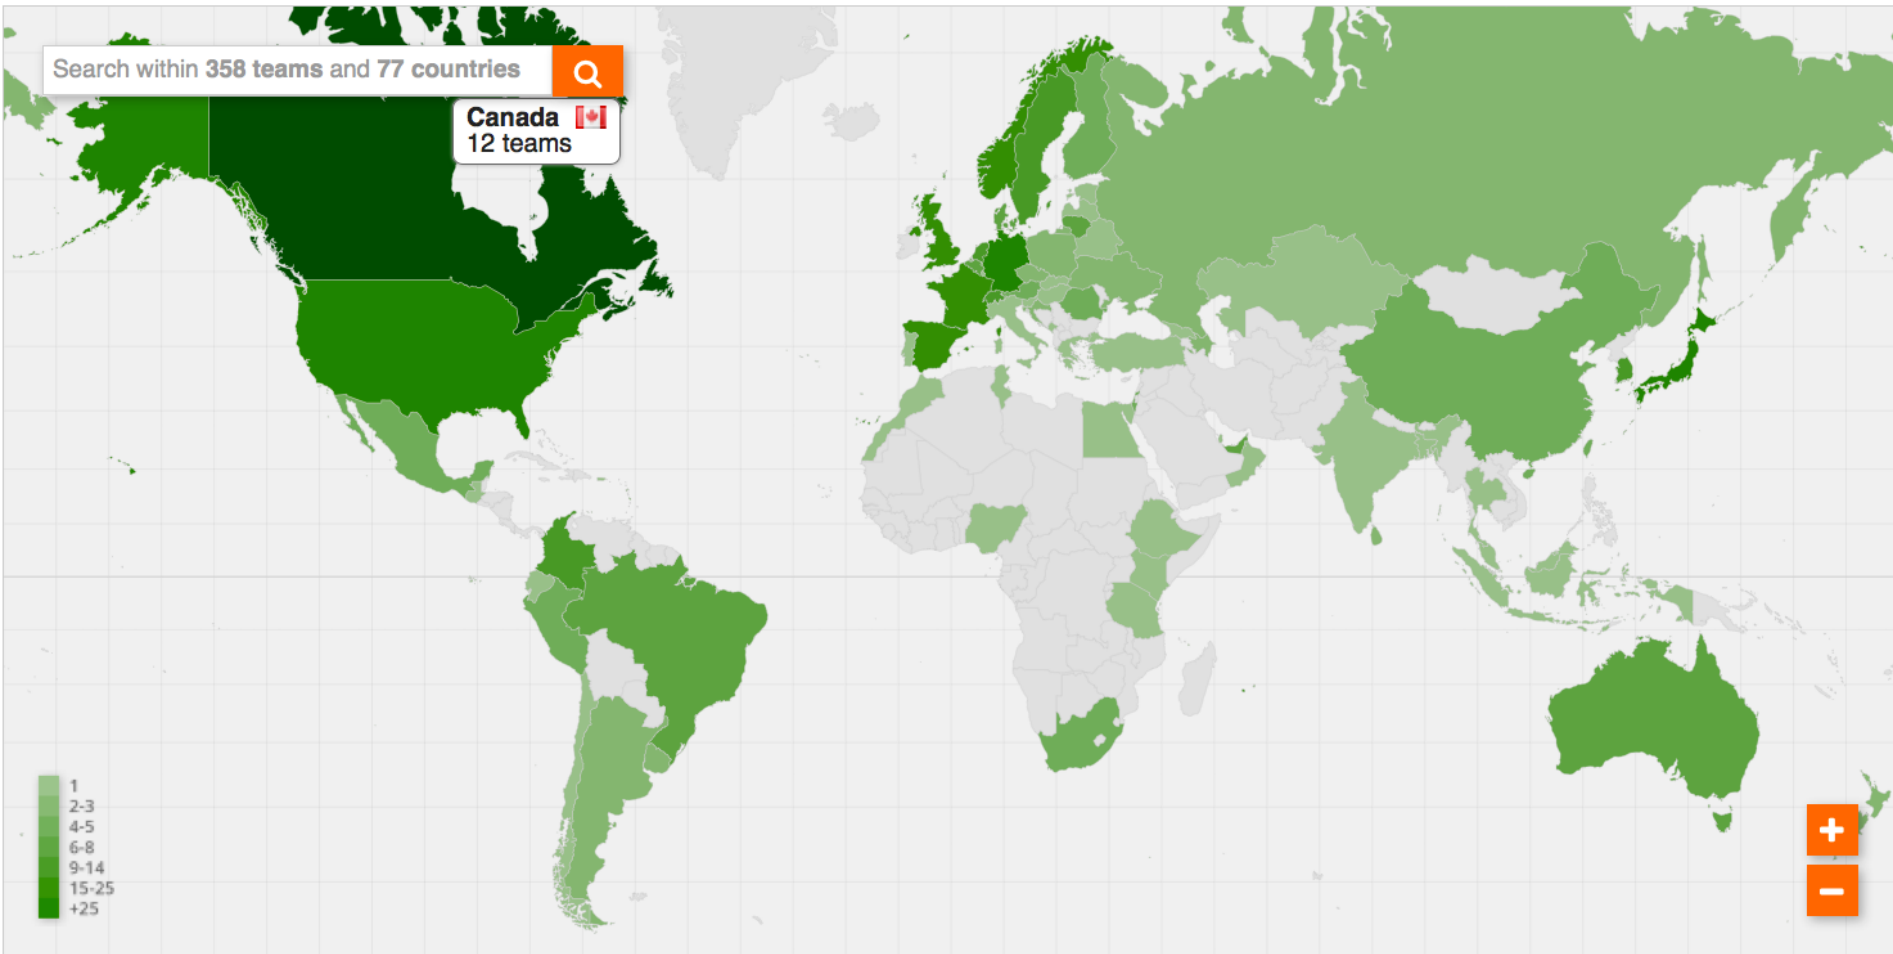 Search within 358 teams and 77 countries
Canada
12 teams
1
2-3
4-5
6-8
9-14
15-25
+25